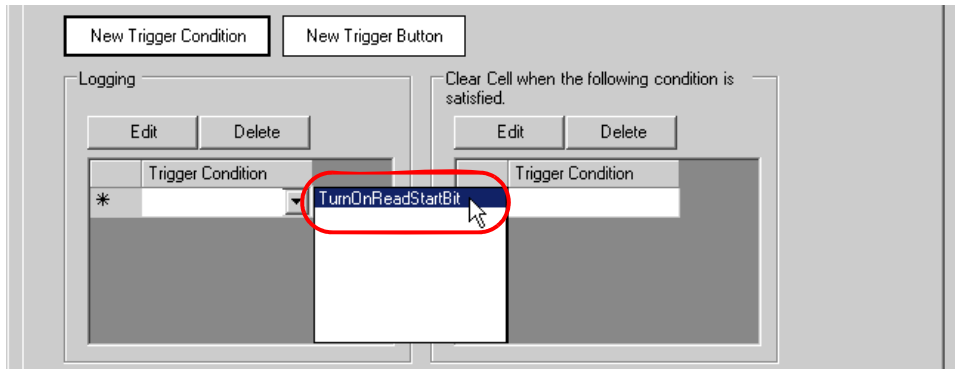 New Trigger Condition
New Trigger Button
Logging
Clear Cell when the following condition is
satisfied.
Edit
Delete
Edit
Delete
Trigger Condition
Trigger Condition
*
TurnOnReadStartBit